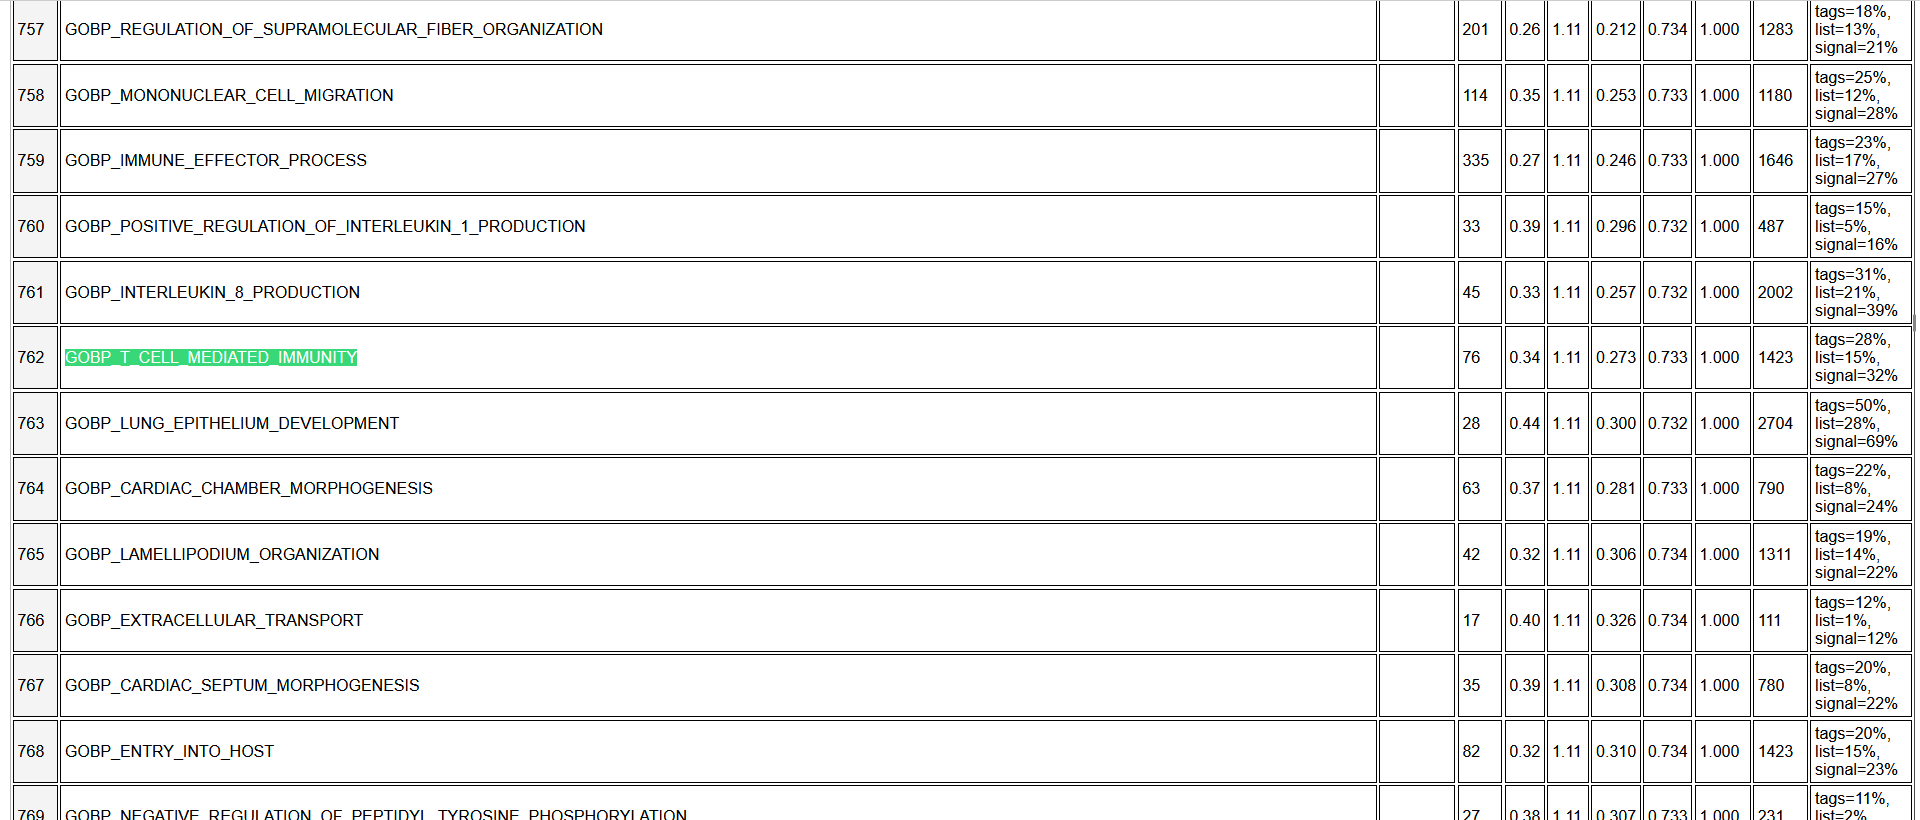 757 GOBP_REGULATION_OF_SUPRAMOLECULAR_FIBER_ORGANIZATION 201 0.26 1.11 0.212 0.734 1.000 1283 tags=18%,
list=13%,
signal=21%
758 GOBP_MONONUCLEAR_CELL_MIGRATION 114 0.35 1.11 0.253 0.733 1.000 1180 tags=25%,
list=12%,
signal=28%
759 GOBP_IMMUNE_EFFECTOR_PROCESS 335 0.27 1.11 0.246 0.733 1.000 1646 tags=23%,
list=17%,
signal=27%
760 GOBP_POSITIVE_REGULATION_OF_INTERLEUKIN_1_PRODUCTION 33 0.39 1.11 0.296 0.732 1.000 487 tags=15%,
list=5%,
signal=16%
761 GOBP_INTERLEUKIN_8_PRODUCTION 45 0.33 1.11 0.257 0.732 1.000 2002 tags=31%,
list=21%,
signal=39%
762 GOBP_T_CELL_MEDIATED_IMMUNITY 76 0.34 1.11 0.273 0.733 1.000 1423 tags=28%,
list=15%,
signal=32%
763 GOBP_LUNG_EPITHELIUM_DEVELOPMENT 28 0.44 1.11 0.300 0.732 1.000 2704 tags=50%,
list=28%,
signal=69%
764 GOBP_CARDIAC_CHAMBER_MORPHOGENESIS 63 0.37 1.11 0.281 0.733 1.000 790 tags=22%,
list=8%,
signal=24%
765 GOBP_LAMELLIPODIUM_ORGANIZATION 42 0.32 1.11 0.306 0.734 1.000 1311 tags=19%,
list=14%,
signal=22%
766 GOBP_EXTRACELLULAR_TRANSPORT 17 0.40 1.11 0.326 0.734 1.000 111 tags=12%,
list=1%,
signal=12%
767 GOBP_CARDIAC_SEPTUM_MORPHOGENESIS 35 0.39 1.11 0.308 0.734 1.000 780 tags=20%,
list=8%,
signal=22%
768 GOBP_ENTRY_INTO_HOST 82 0.32 1.11 0.310 0.734 1.000 1423 tags=20%,
list=15%,
signal=23%
769 GOBP_NEGATIVE_REGULATION_OF_PEPTIDYL_TYROSINE_PHOSPHORYLATION 27 0.38 1.11 0.307 0.733 1.000 231 tags=11%,
list=2%,